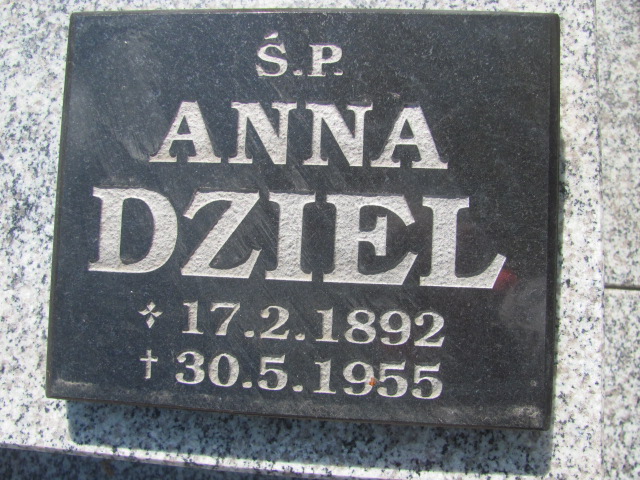 Ś.P.
ANNA
DZIEL
17.2.1892
† 30.5.1955